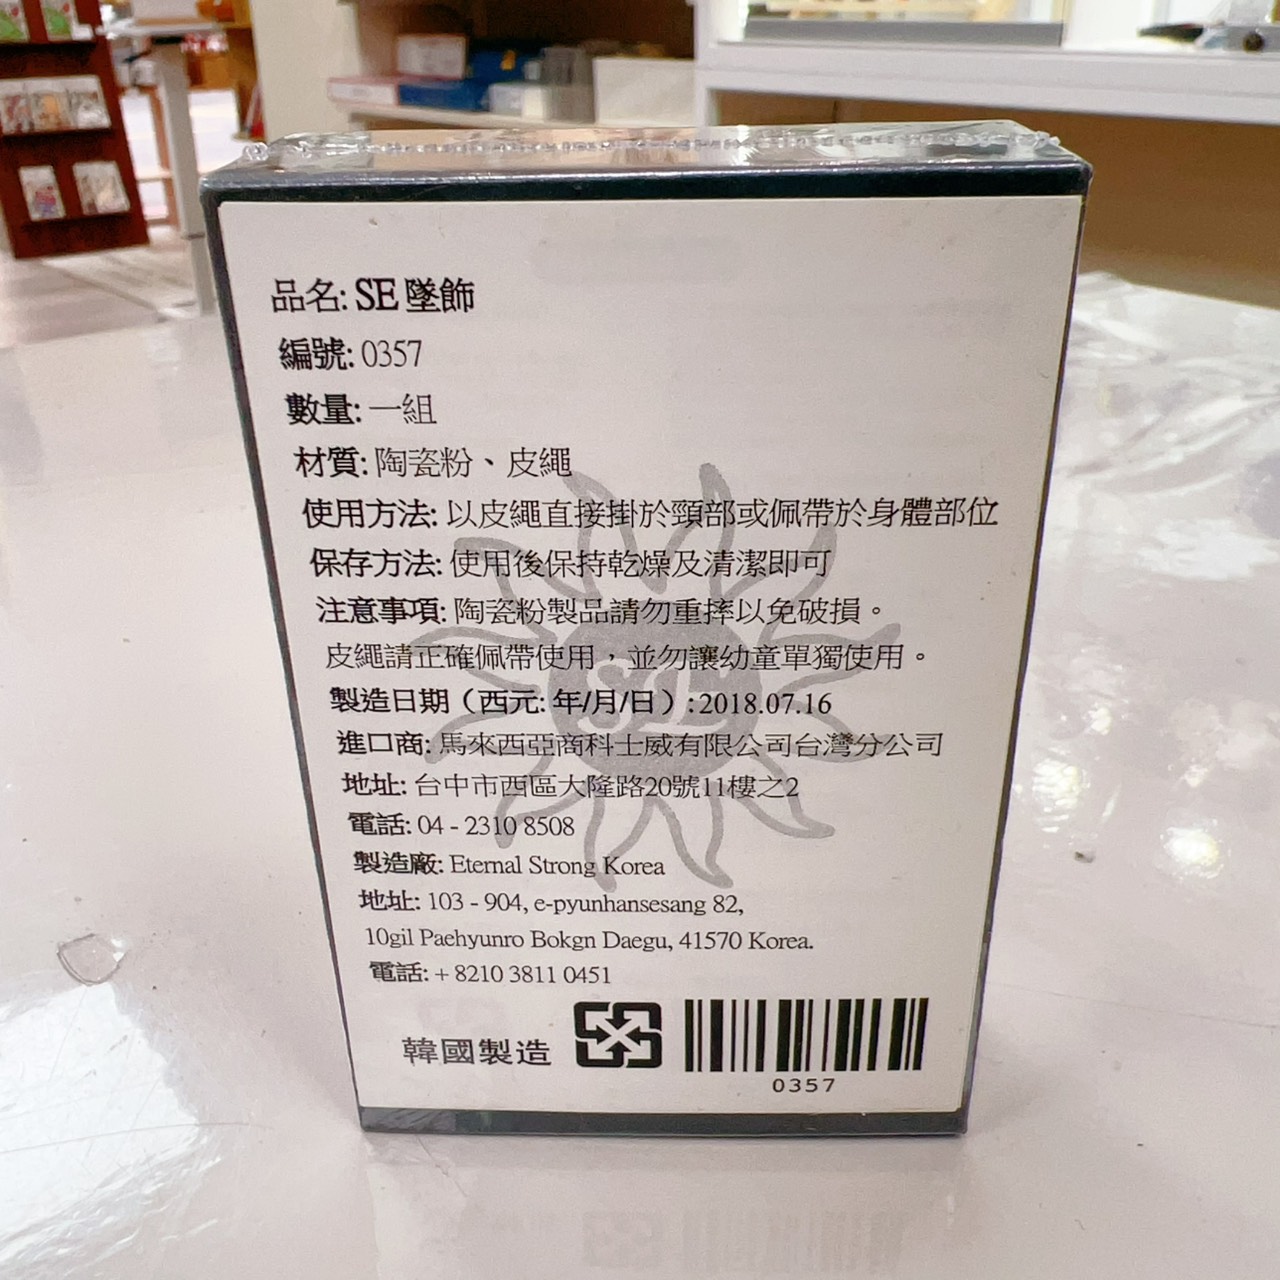 品名: SE 墜飾
編號: 0357
數量: 一組
材質: 陶瓷粉、皮繩
使用方法: 以皮繩直接掛於頸部或佩帶於身體部位
保存方法: 使用後保持乾燥及清潔即可
注意事項: 陶瓷粉製品請勿重摔以免破損。
皮繩請正確佩帶使用，並勿讓幼童單獨使用。
製造日期（西元: 年/月/日）: 2018.07.16
進口商: 馬來西亞商科士威有限公司台灣分公司
地址: 台中市西區大隆路20號11樓之2
電話: 04 - 2310 8508
製造廠: Eternal Strong Korea
地址: 103 - 904, e-pyunhansesang 82,
10gil Paehyunro Bokgn Daegu, 41570 Korea.
電話: + 8210 3811 0451
韓國製造
0357